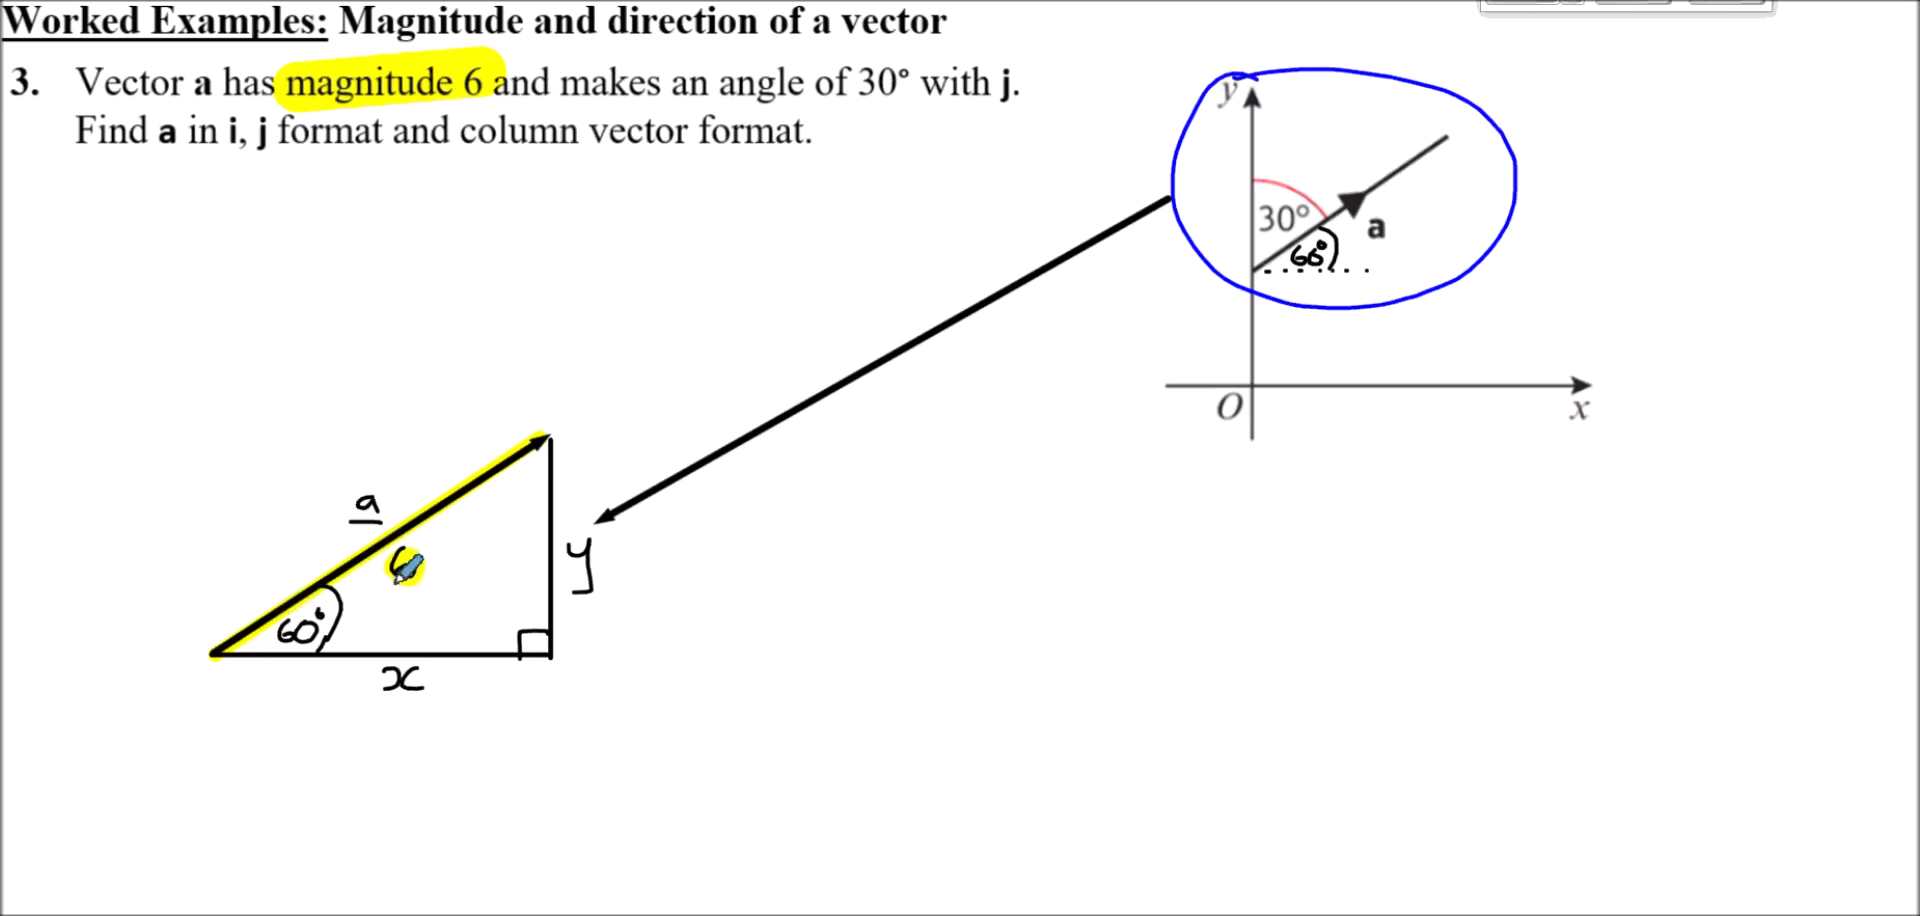 Worked Examples: Magnitude and direction of a vector
3. Vector a has magnitude 6 and makes an angle of 30° with j.
Find a in i, j format and column vector format.
y
30°
a
60°
O
x
a
6
y
60°
x